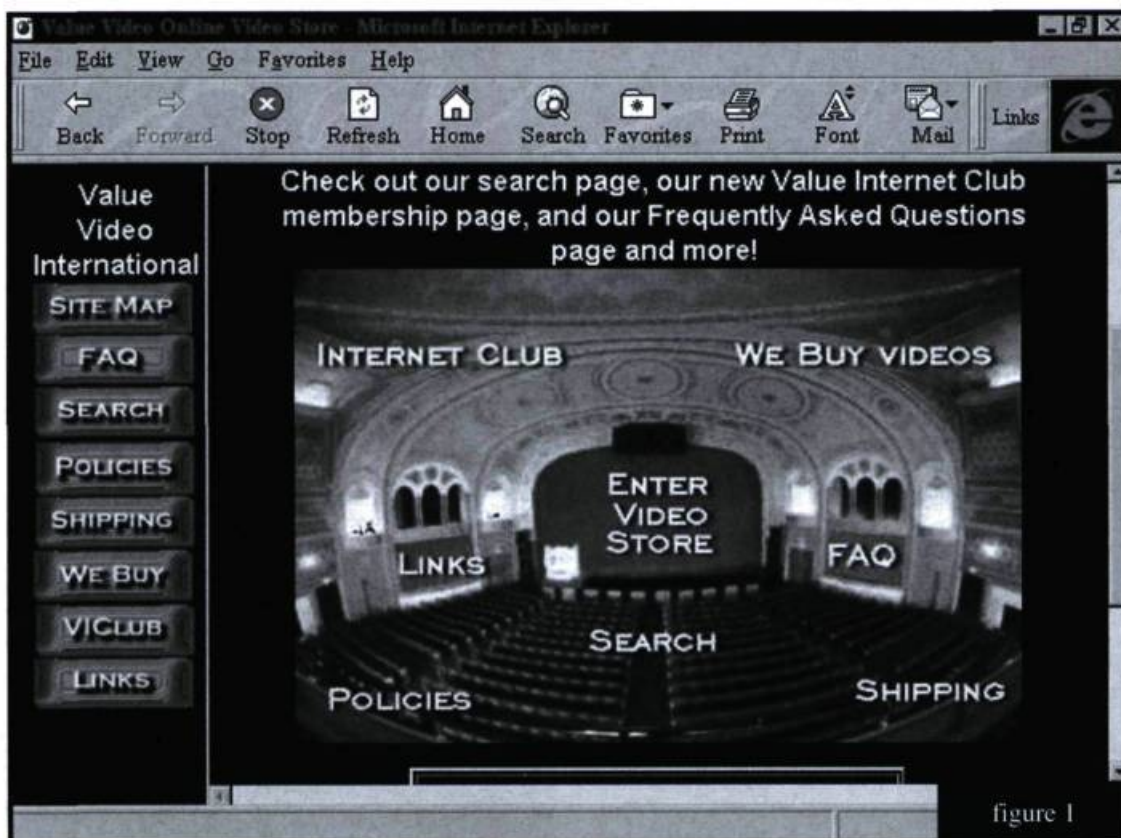 Value Video Online Video Store - Microsoft Internet Explorer
File Edit View Go Favorites Help
Back Forward Stop Refresh Home Search Favorites Print Font Mail Links
Value
Video
International
SITE MAP
FAQ
SEARCH
POLICIES
SHIPPING
WE BUY
VICLUB
LINKS
Check out our search page, our new Value Internet Club
membership page, and our Frequently Asked Questions
page and more!
INTERNET CLUB
WE BUY VIDEOS
ENTER
VIDEO
STORE
LINKS
FAQ
SEARCH
POLICIES
SHIPPING
figure 1